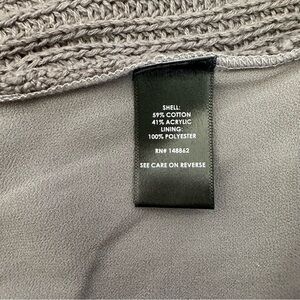 SHELL:
59% COTTON
41% ACRYLIC
LINING:
100% POLYESTER
RN# 148862
SEE CARE ON REVERSE